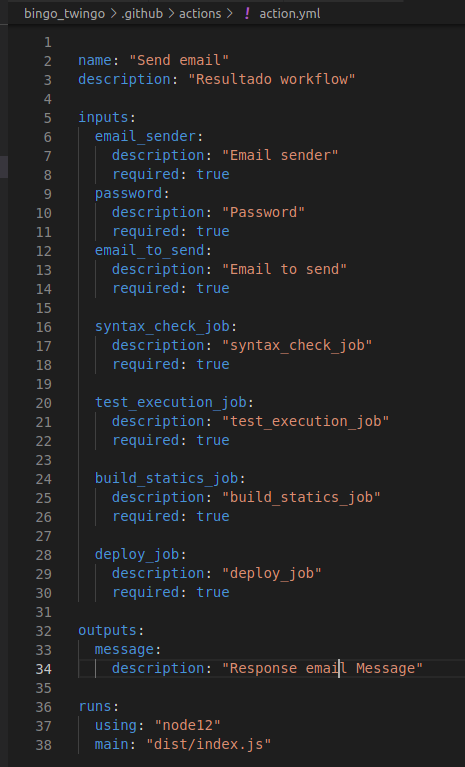 bingo_twingo > .github > actions > ! action.yml
1
2 name: "Send email"
3 description: "Resultado workflow"
4
5 inputs:
6   email_sender:
7     description: "Email sender"
8     required: true
9   password:
10     description: "Password"
11     required: true
12   email_to_send:
13     description: "Email to send"
14     required: true
15
16   syntax_check_job:
17     description: "syntax_check_job"
18     required: true
19
20   test_execution_job:
21     description: "test_execution_job"
22     required: true
23
24   build_statics_job:
25     description: "build_statics_job"
26     required: true
27
28   deploy_job:
29     description: "deploy_job"
30     required: true
31
32 outputs:
33   message:
34     description: "Response email Message"
35
36 runs:
37   using: "node12"
38   main: "dist/index.js"